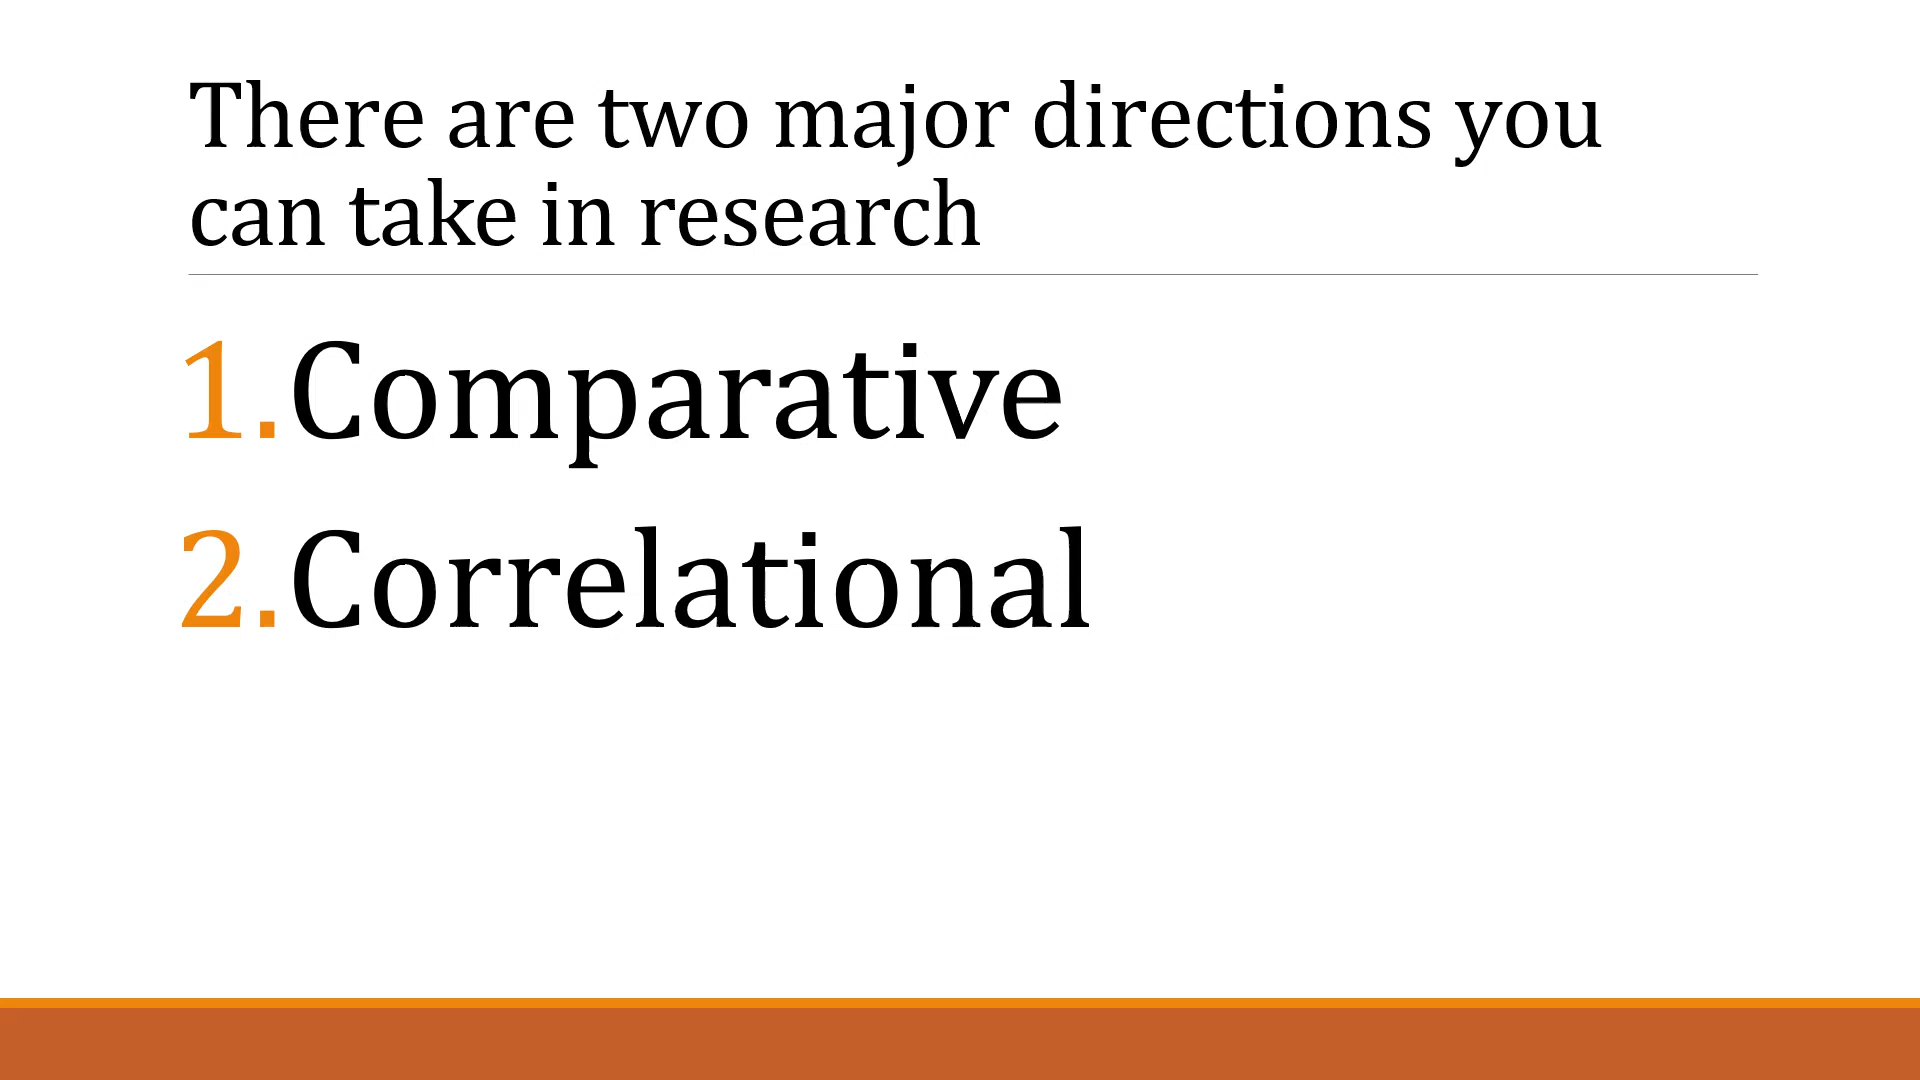 There are two major directions you
can take in research
1.Comparative
2.Correlational